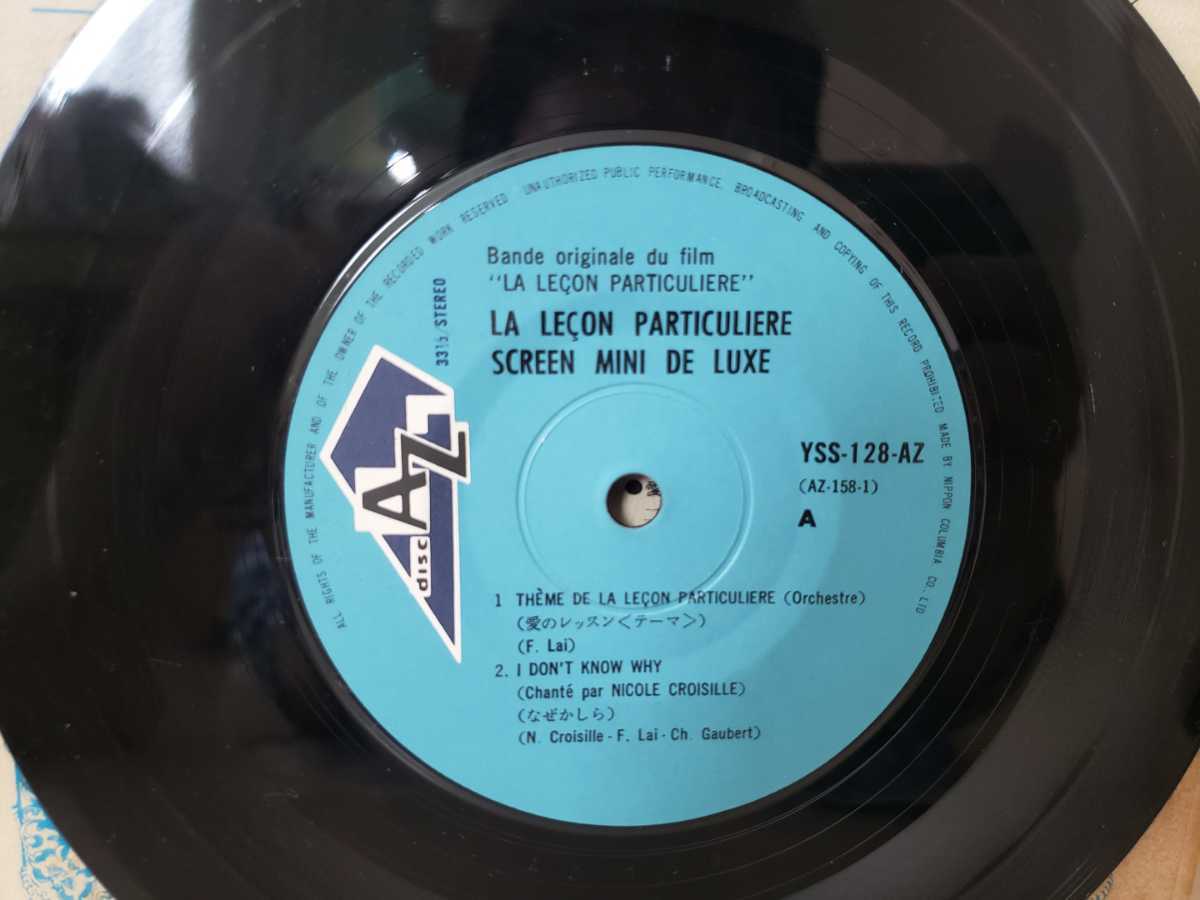 ALL RIGHTS OF THE MANUFACTURER AND OF THE OWNER OF THE RECORDED WORK RESERVED UNAUTHORIZED PUBLIC PERFORMANCE, BROADCASTING AND COPYING OF THIS RECORD PROHIBITED MADE BY NIPPON COLUMBIA CO., LTD
Bande originale du film
"LA LEÇON PARTICULIERE"
LA LEÇON PARTICULIERE
SCREEN MINI DE LUXE
33⅓/STEREO
disc AZ
YSS-128-AZ
(AZ-158-1)
A
1 THÈME DE LA LEÇON PARTICULIERE (Orchestre)
(愛のレッスン<テーマ>)
(F. Lai)
2. I DON'T KNOW WHY
(Chanté par NICOLE CROISILLE)
(なぜかしら)
(N. Croisille - F. Lai - Ch. Gaubert)